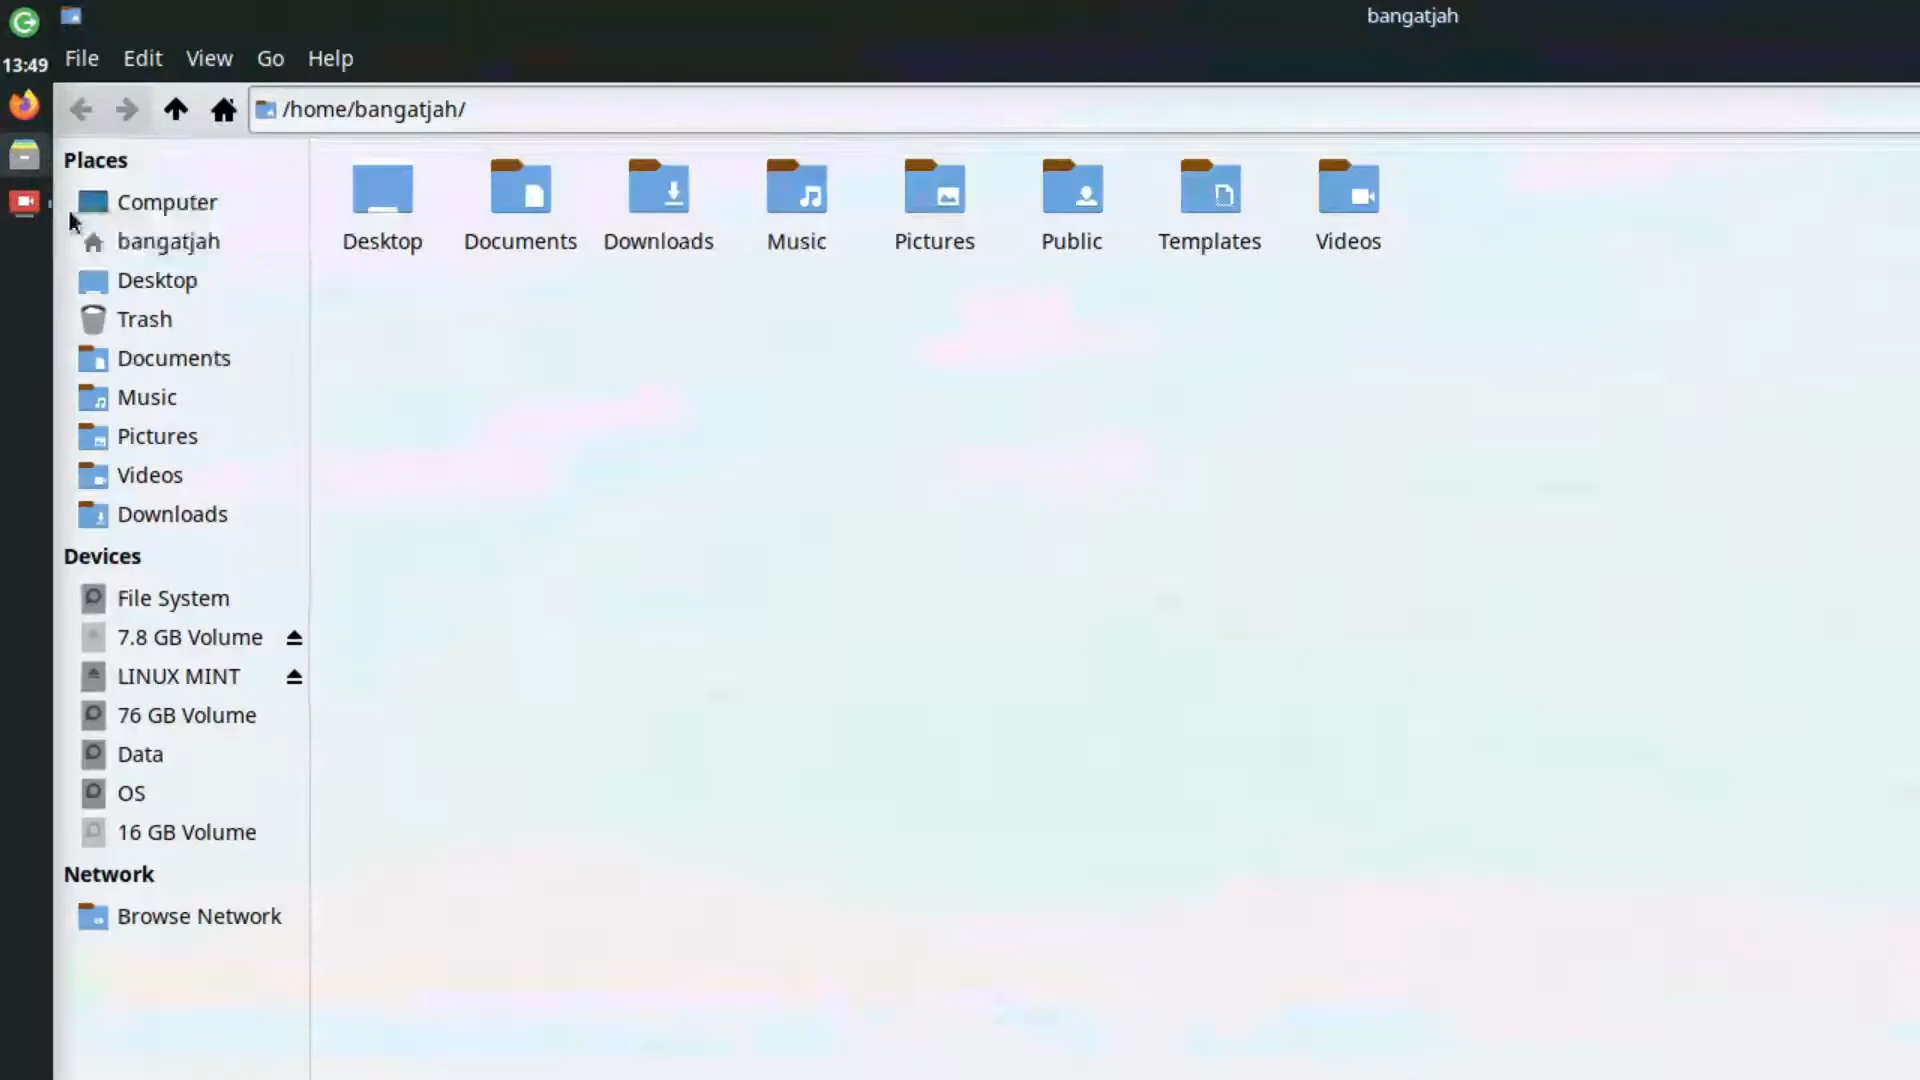 bangatjah
13:49
File Edit View Go Help
/home/bangatjah/
Places
Computer
bangatjah
Desktop
Trash
Documents
Music
Pictures
Videos
Downloads
Devices
File System
7.8 GB Volume
LINUX MINT
76 GB Volume
Data
OS
16 GB Volume
Network
Browse Network
Desktop Documents Downloads Music Pictures Public Templates Videos